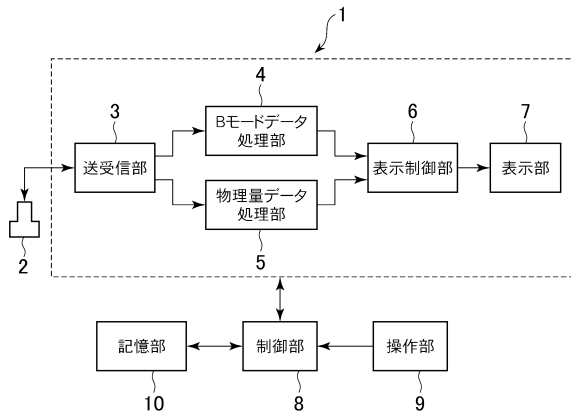 1
4
Bモードデータ
処理部
3
送受信部
6
表示制御部
7
表示部
物理量データ
処理部
5
2
記憶部
10
制御部
8
操作部
9